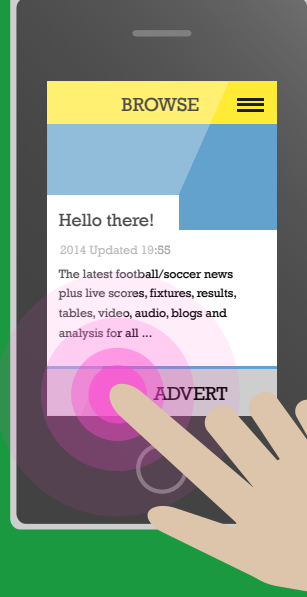 BROWSE
Hello there!
2014 Updated 19:55
The latest football/soccer news
plus live scores, fixtures, results,
tables, video, audio, blogs and
analysis for all ...
ADVERT